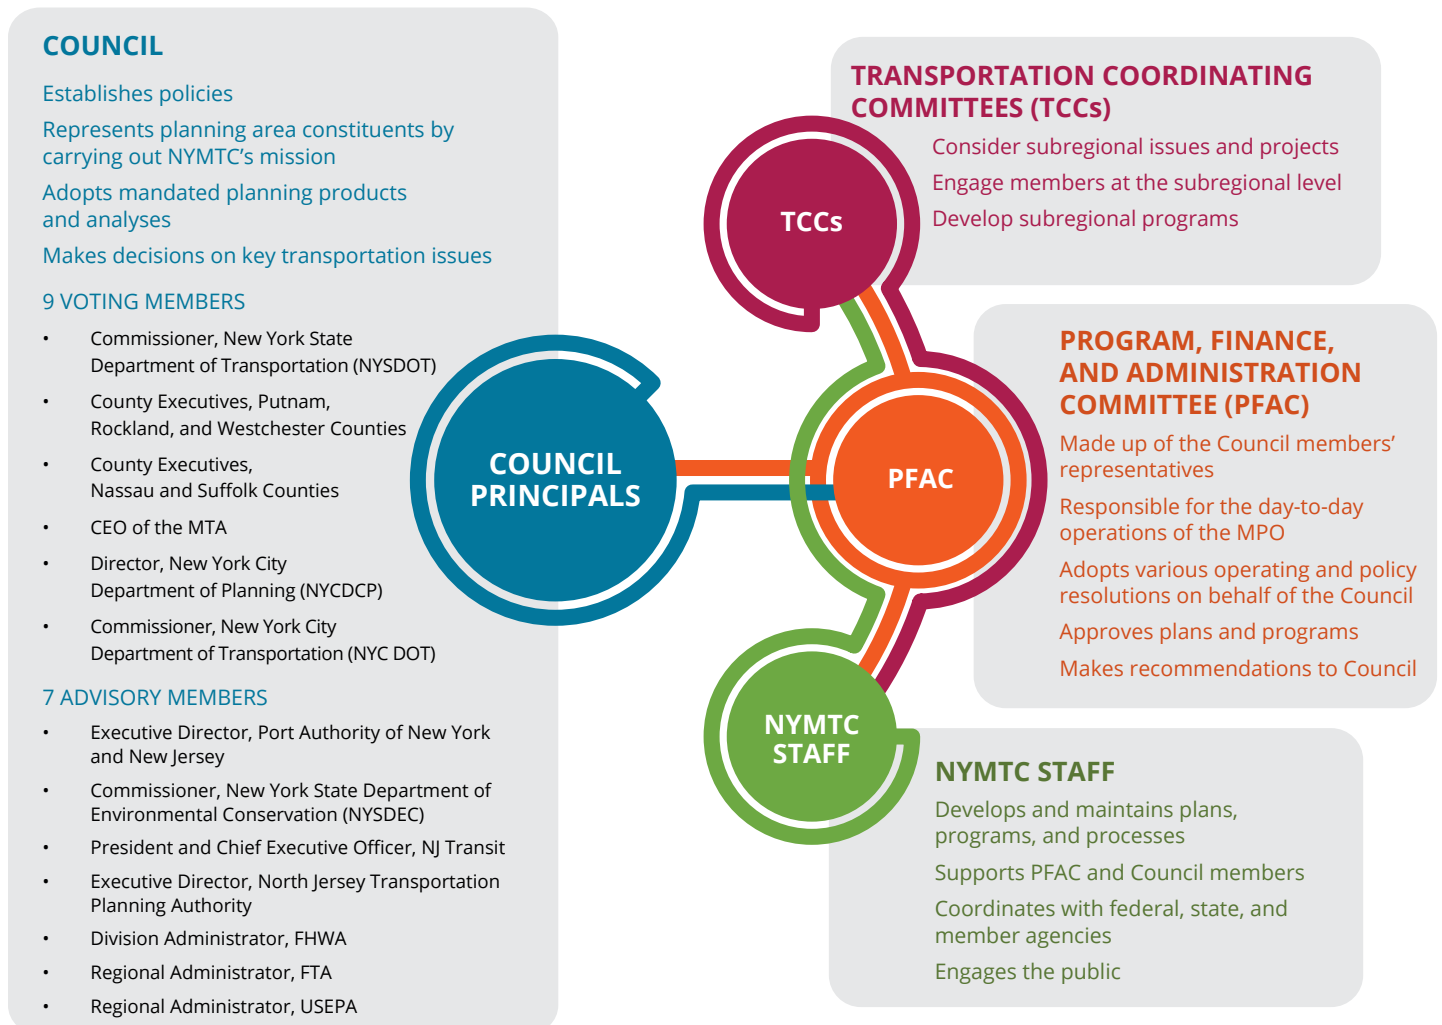 COUNCIL
Establishes policies
Represents planning area constituents by
carrying out NYMTC’s mission
Adopts mandated planning products
and analyses
Makes decisions on key transportation issues
9 VOTING MEMBERS
• Commissioner, New York State
Department of Transportation (NYSDOT)
• County Executives, Putnam,
Rockland, and Westchester Counties
• County Executives,
Nassau and Suffolk Counties
• CEO of the MTA
• Director, New York City
Department of Planning (NYCDCP)
• Commissioner, New York City
Department of Transportation (NYC DOT)
7 ADVISORY MEMBERS
• Executive Director, Port Authority of New York
and New Jersey
• Commissioner, New York State Department of
Environmental Conservation (NYSDEC)
• President and Chief Executive Officer, NJ Transit
• Executive Director, North Jersey Transportation
Planning Authority
• Division Administrator, FHWA
• Regional Administrator, FTA
• Regional Administrator, USEPA
COUNCIL
PRINCIPALS
TCCs
PFAC
NYMTC
STAFF
TRANSPORTATION COORDINATING
COMMITTEES (TCCs)
Consider subregional issues and projects
Engage members at the subregional level
Develop subregional programs
PROGRAM, FINANCE,
AND ADMINISTRATION
COMMITTEE (PFAC)
Made up of the Council members’
representatives
Responsible for the day-to-day
operations of the MPO
Adopts various operating and policy
resolutions on behalf of the Council
Approves plans and programs
Makes recommendations to Council
NYMTC STAFF
Develops and maintains plans,
programs, and processes
Supports PFAC and Council members
Coordinates with federal, state, and
member agencies
Engages the public